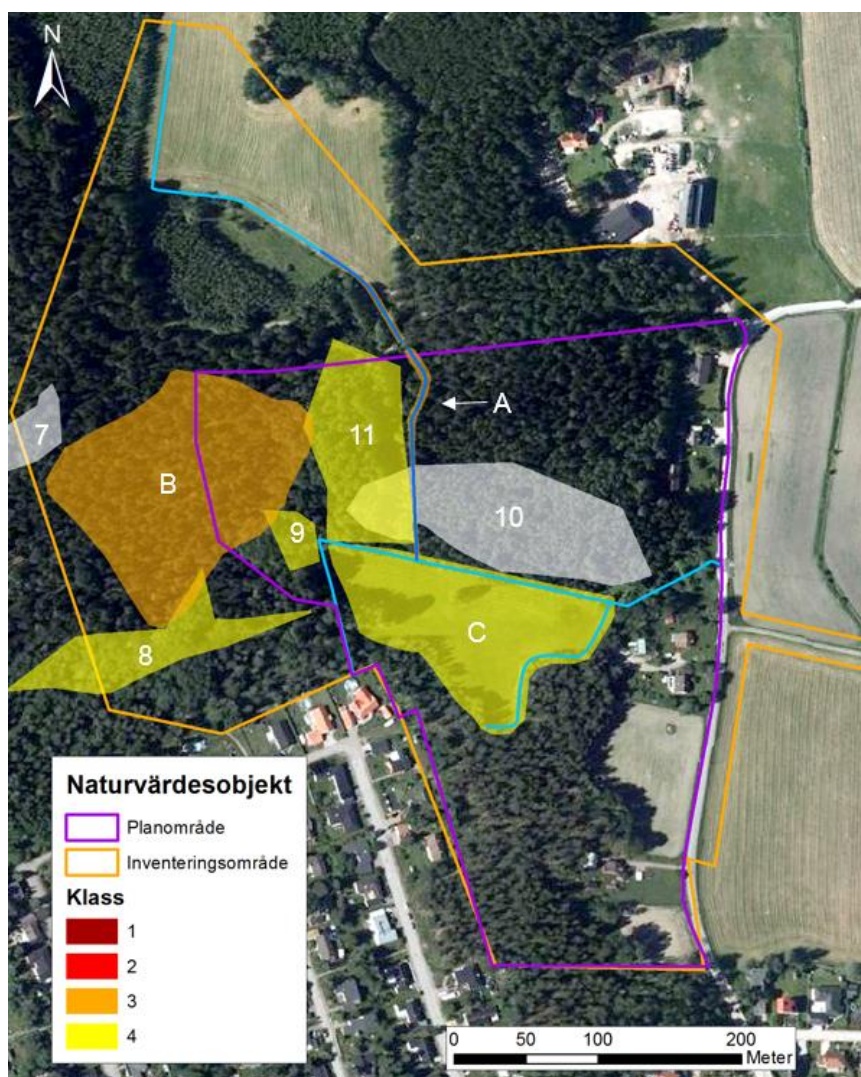 N
A
7
B
11
10
9
8
C
Naturvärdesobjekt
Planområde
Inventeringsområde
Klass
1
2
3
4
0 50 100 200
Meter